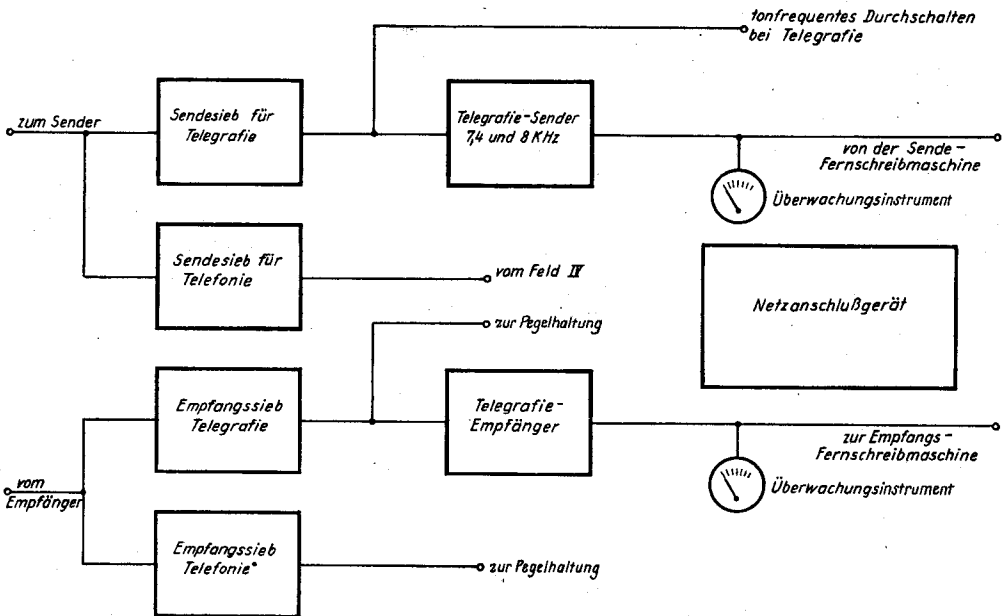 tonfrequentes Durchschalten
bei Telegrafie
zum Sender
Sendesieb für
Telegrafie
Telegrafie-Sender
7,4 und 8 KHz
von der Sende-
Fernschreibmaschine
Überwachungsinstrument
Sendesieb für
Telefonie
vom Feld IV
Netzanschlußgerät
zur Pegelhaltung
Empfangssieb
Telegrafie
Telegrafie-
Empfänger
zur Empfangs-
Fernschreibmaschine
Überwachungsinstrument
vom
Empfänger
Empfangssieb
Telefonie
zur Pegelhaltung